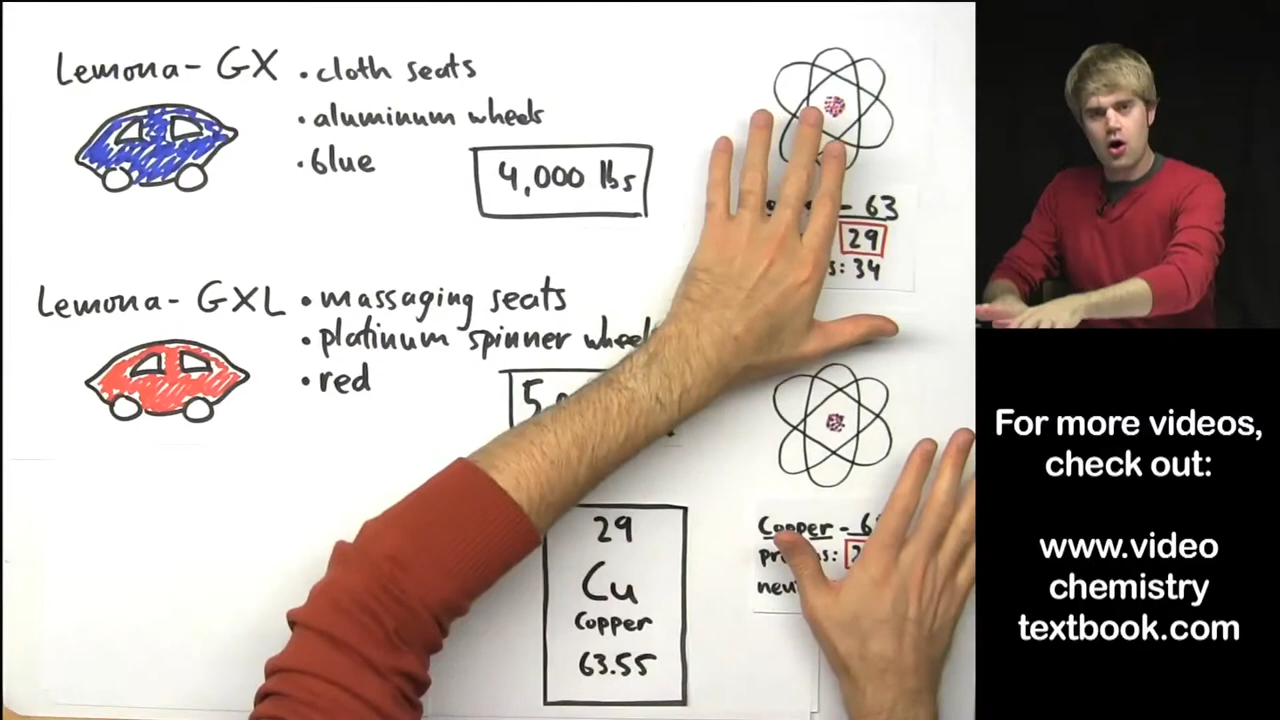 Lemona- GX
• cloth seats
• aluminum wheels
• blue
4,000 lbs
- 63
29
s: 34
Lemona- GXL
• massaging seats
• platinum spinner
• red
29
Cu
Copper
63.55
Copper - 6
For more videos,
check out:
www.video
chemistry
textbook.com